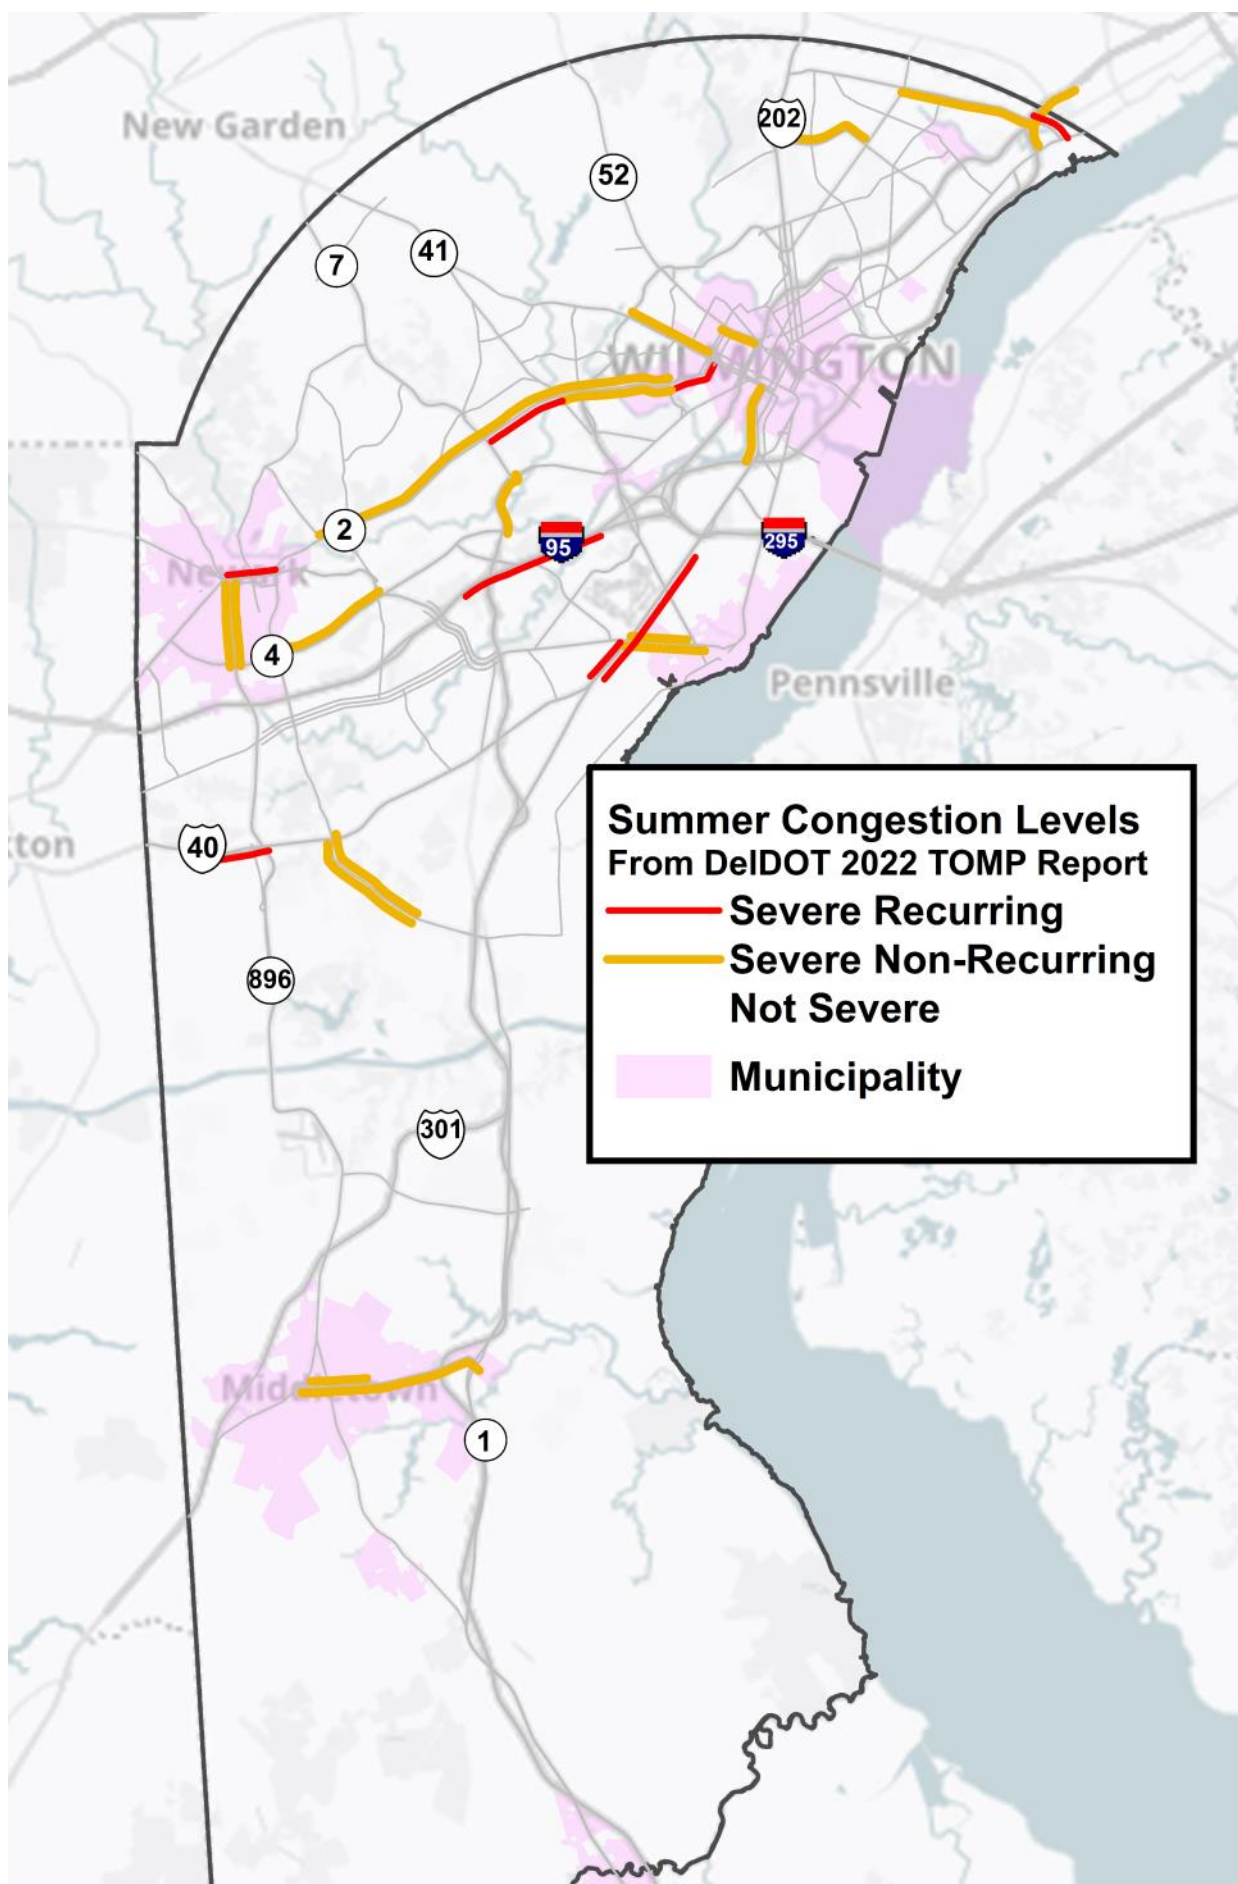 New Garden
202
52
41
7
WILMINGTON
2
95
295
Newark
4
Pennsville
40
896
Summer Congestion Levels
From DelDOT 2022 TOMP Report
Severe Recurring
Severe Non-Recurring
Not Severe
Municipality
301
Middletown
1